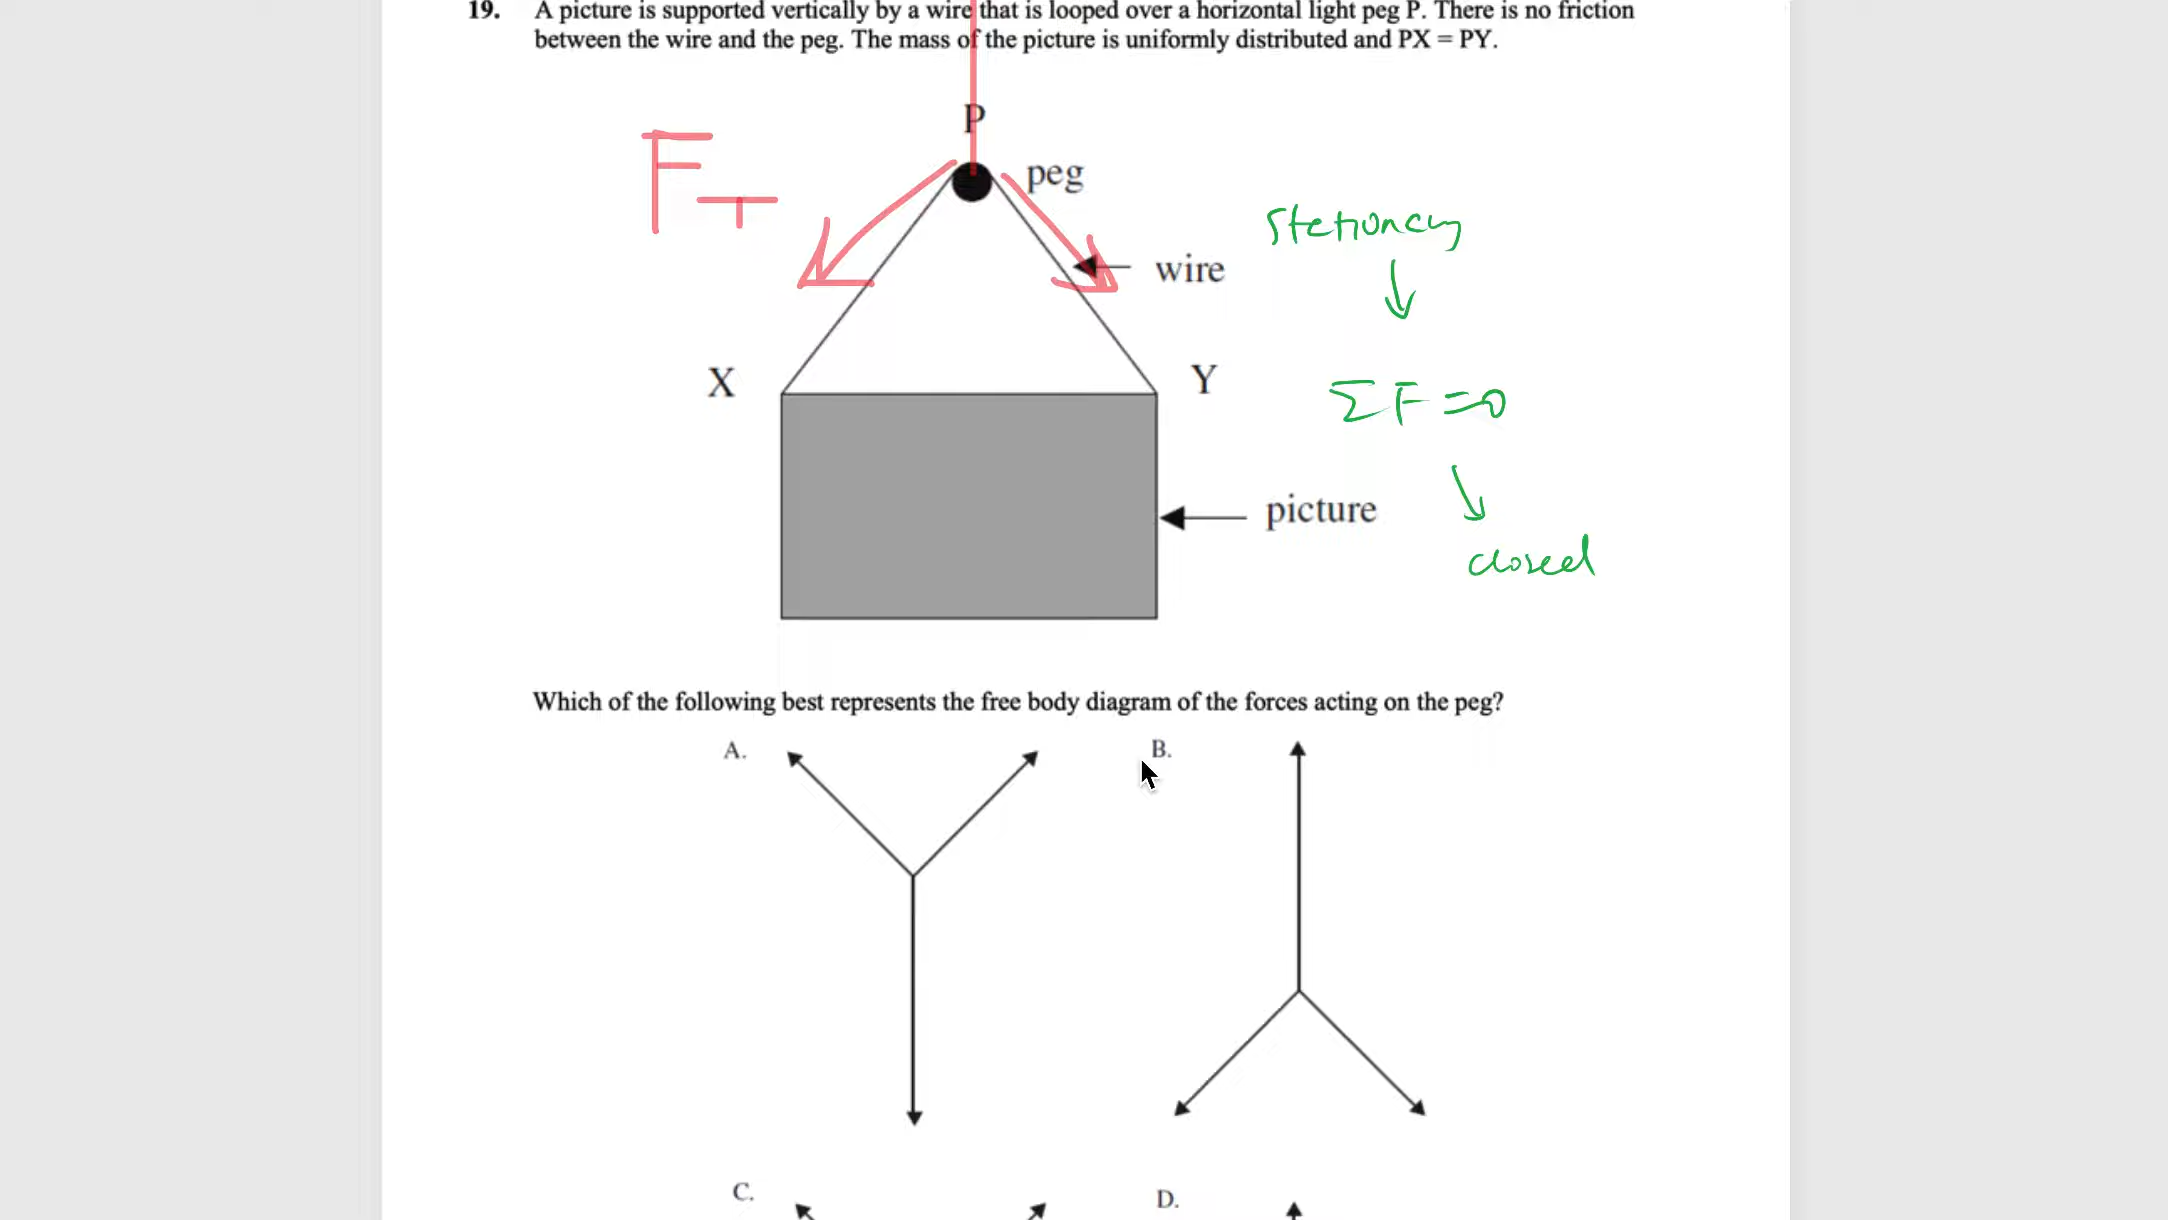 19. A picture is supported vertically by a wire that is looped over a horizontal light peg P. There is no friction
between the wire and the peg. The mass of the picture is uniformly distributed and PX = PY.
P
F_T
peg
stationary
wire
X
Y
ΣF=0
picture
closed
Which of the following best represents the free body diagram of the forces acting on the peg?
A.
B.
C.
D.